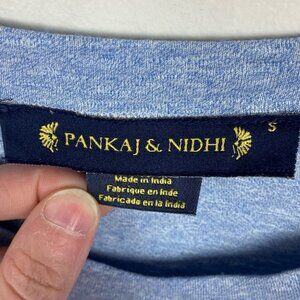 PANKAJ & NIDHI
S
Made in India
Fabriqué en Inde
Fabricado en la India